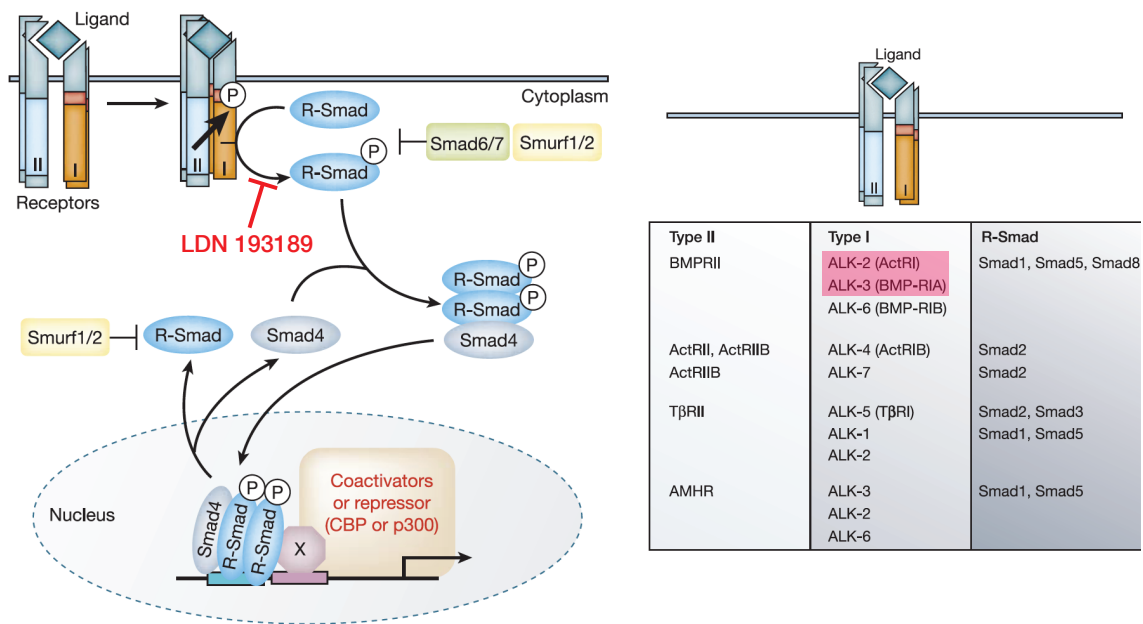 Ligand
Cytoplasm
P
R-Smad
II
I
II
I
Receptors
P
R-Smad
Smad6/7
Smurf1/2
LDN 193189
P
R-Smad
P
R-Smad
Smad4
Smurf1/2
R-Smad
Smad4
Nucleus
Smad4
R-Smad
R-Smad
P
P
X
Coactivators
or repressor
(CBP or p300)
Ligand
II
I
Type II Type I R-Smad
BMPRII ALK-2 (ActRI) Smad1, Smad5, Smad8
ALK-3 (BMP-RIA)
ALK-6 (BMP-RIB)
ActRII, ActRIIB ALK-4 (ActRIB) Smad2
ActRIIB ALK-7 Smad2
TβRII ALK-5 (TβRI) Smad2, Smad3
ALK-1 Smad1, Smad5
ALK-2
AMHR ALK-3 Smad1, Smad5
ALK-2
ALK-6